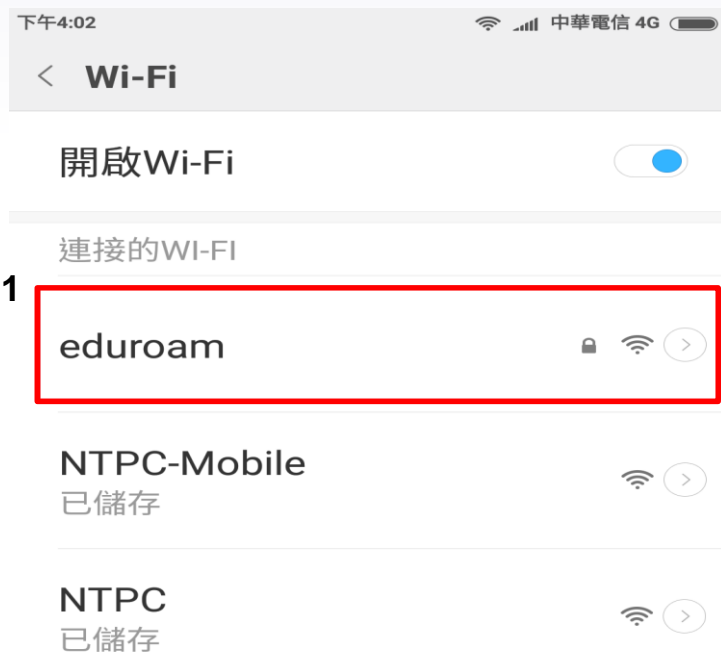 下午4:02 中華電信 4G
Wi-Fi
開啟Wi-Fi
連接的WI-FI
1
eduroam
NTPC-Mobile
已儲存
NTPC
已儲存